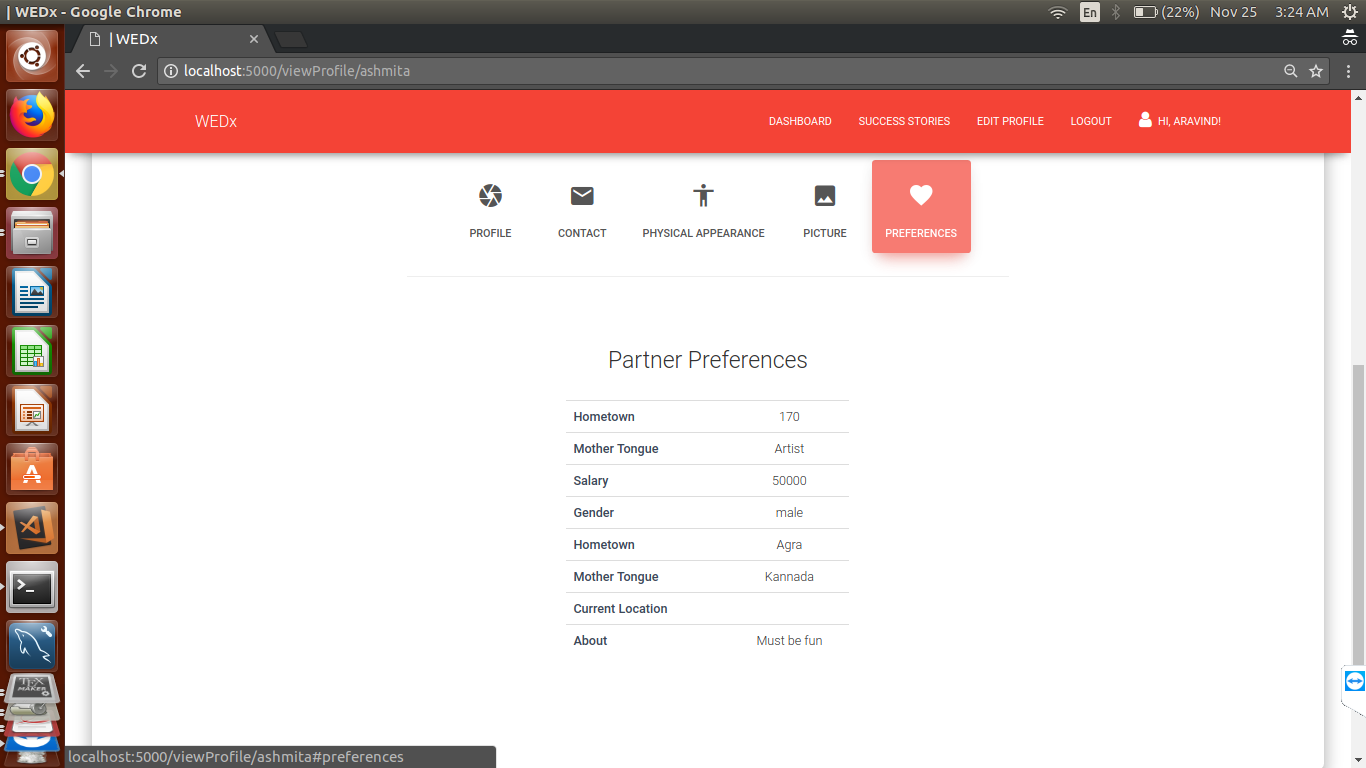 | WEDx - Google Chrome En (22%) Nov 25 3:24 AM
| WEDx
localhost:5000/viewProfile/ashmita
WEDx DASHBOARD SUCCESS STORIES EDIT PROFILE LOGOUT HI, ARAVIND!
PROFILE CONTACT PHYSICAL APPEARANCE PICTURE PREFERENCES
Partner Preferences
Hometown 170
Mother Tongue Artist
Salary 50000
Gender male
Hometown Agra
Mother Tongue Kannada
Current Location
About Must be fun
TEX
MAKER
localhost:5000/viewProfile/ashmita#preferences